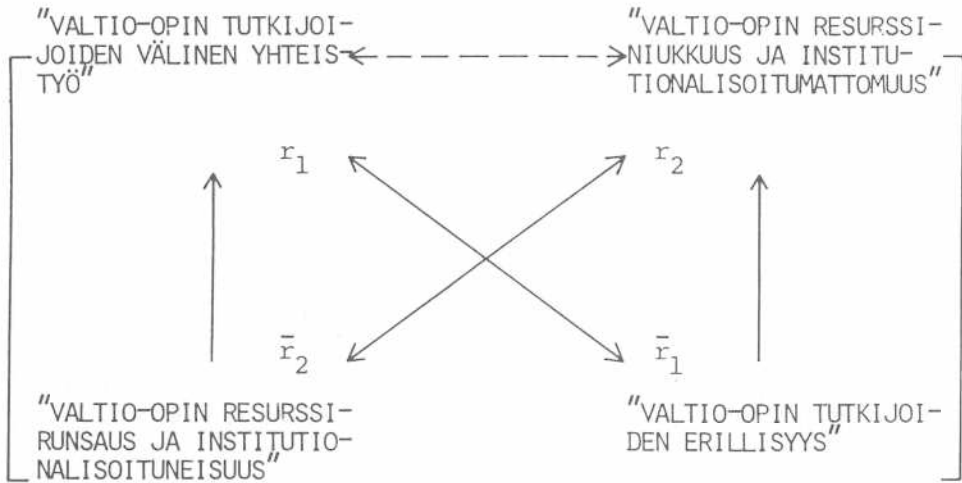 "VALTIO-OPIN TUTKIJOI-
JOIDEN VÄLINEN YHTEIS-
TYÖ"
"VALTIO-OPIN RESURSSI-
NIUKKUUS JA INSTITU-
TIONALISOITUMATTOMUUS"
r₁
r₂
r̄₂
r̄₁
"VALTIO-OPIN RESURSSI-
RUNSAUS JA INSTITUTIO-
NALISOITUNEISUUS"
"VALTIO-OPIN TUTKIJOI-
DEN ERILLISYYS"